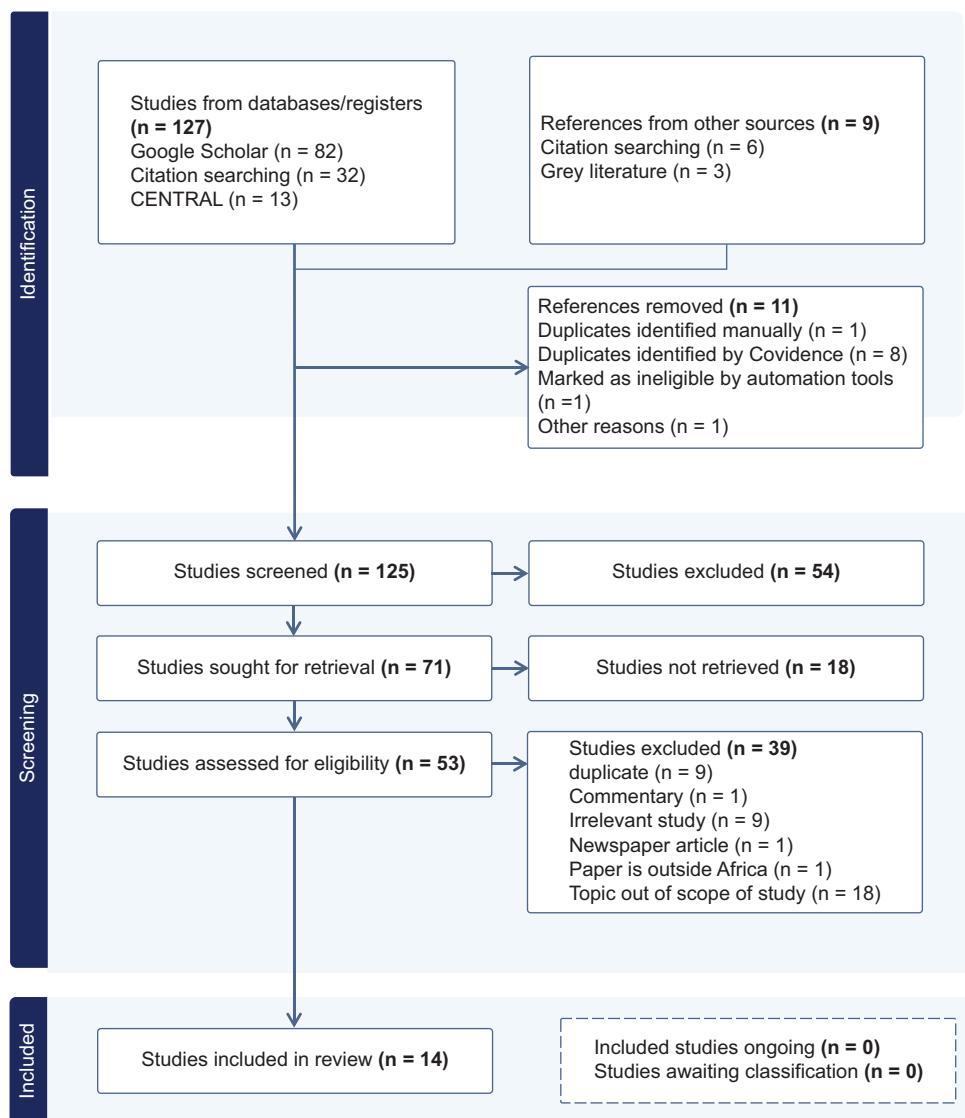 Identification
Studies from databases/registers
(n = 127)
Google Scholar (n = 82)
Citation searching (n = 32)
CENTRAL (n = 13)
References from other sources (n = 9)
Citation searching (n = 6)
Grey literature (n = 3)
References removed (n = 11)
Duplicates identified manually (n = 1)
Duplicates identified by Covidence (n = 8)
Marked as ineligible by automation tools
(n =1)
Other reasons (n = 1)
Screening
Studies screened (n = 125)
Studies excluded (n = 54)
Studies sought for retrieval (n = 71)
Studies not retrieved (n = 18)
Studies assessed for eligibility (n = 53)
Studies excluded (n = 39)
duplicate (n = 9)
Commentary (n = 1)
Irrelevant study (n = 9)
Newspaper article (n = 1)
Paper is outside Africa (n = 1)
Topic out of scope of study (n = 18)
Included
Studies included in review (n = 14)
Included studies ongoing (n = 0)
Studies awaiting classification (n = 0)